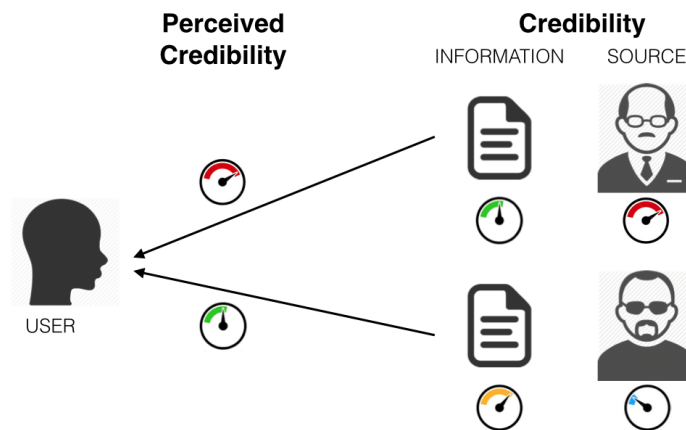 Perceived
Credibility
Credibility
INFORMATION SOURCE
USER